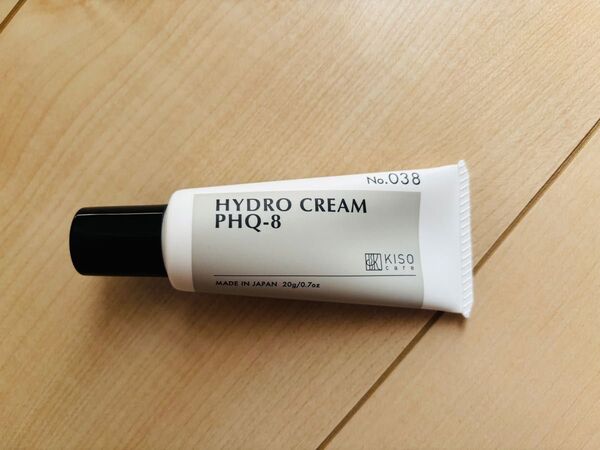 No.038
HYDRO CREAM
PHQ-8
KISO
care
MADE IN JAPAN 20g/0.7oz